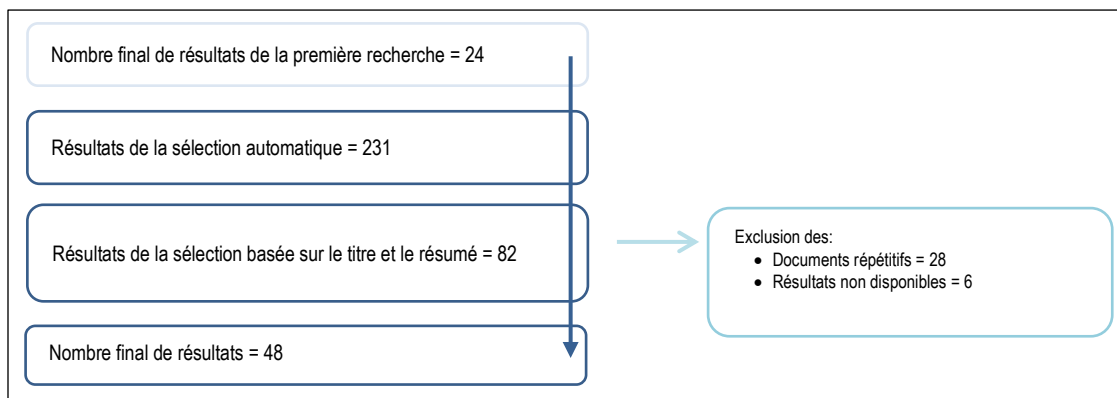 Nombre final de résultats de la première recherche = 24
Résultats de la sélection automatique = 231
Résultats de la sélection basée sur le titre et le résumé = 82
Exclusion des:
• Documents répétitifs = 28
• Résultats non disponibles = 6
Nombre final de résultats = 48